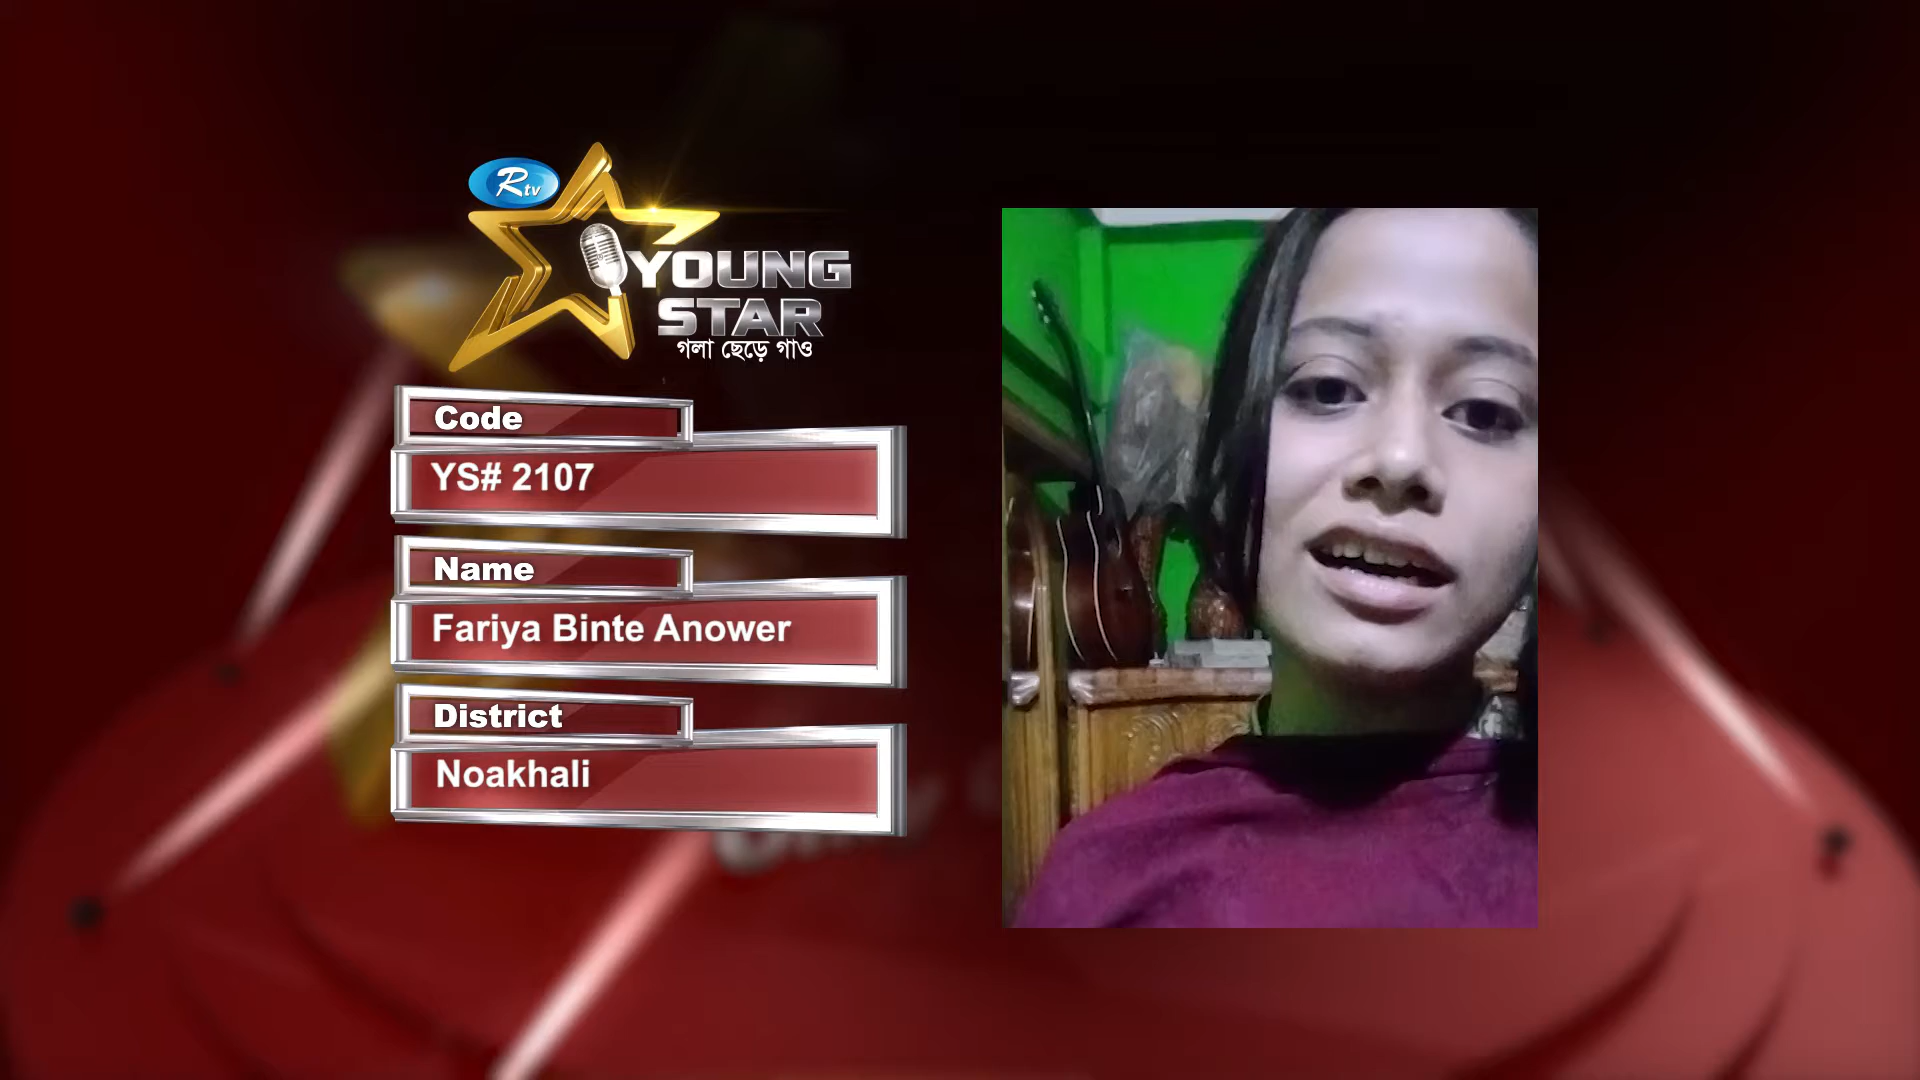 Rtv
YOUNG
STAR
গলা ছেড়ে গাও
Code
YS# 2107
Name
Fariya Binte Anower
District
Noakhali